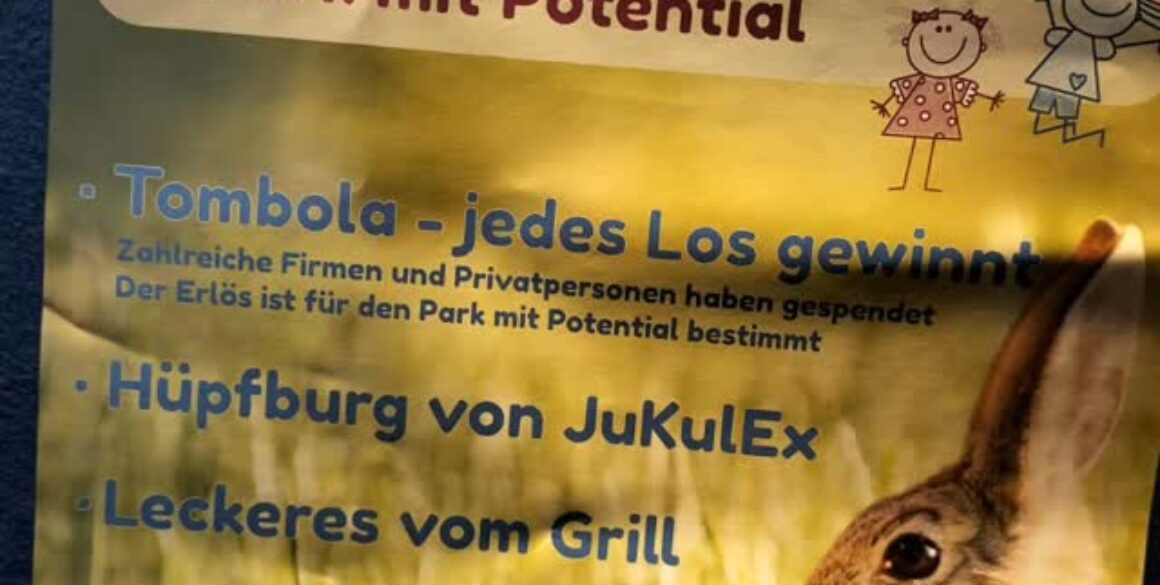 mit Potential
· Tombola - jedes Los gewinnt
Zahlreiche Firmen und Privatpersonen haben gespendet
Der Erlös ist für den Park mit Potential bestimmt
· Hüpfburg von JuKulEx
· Leckeres vom Grill